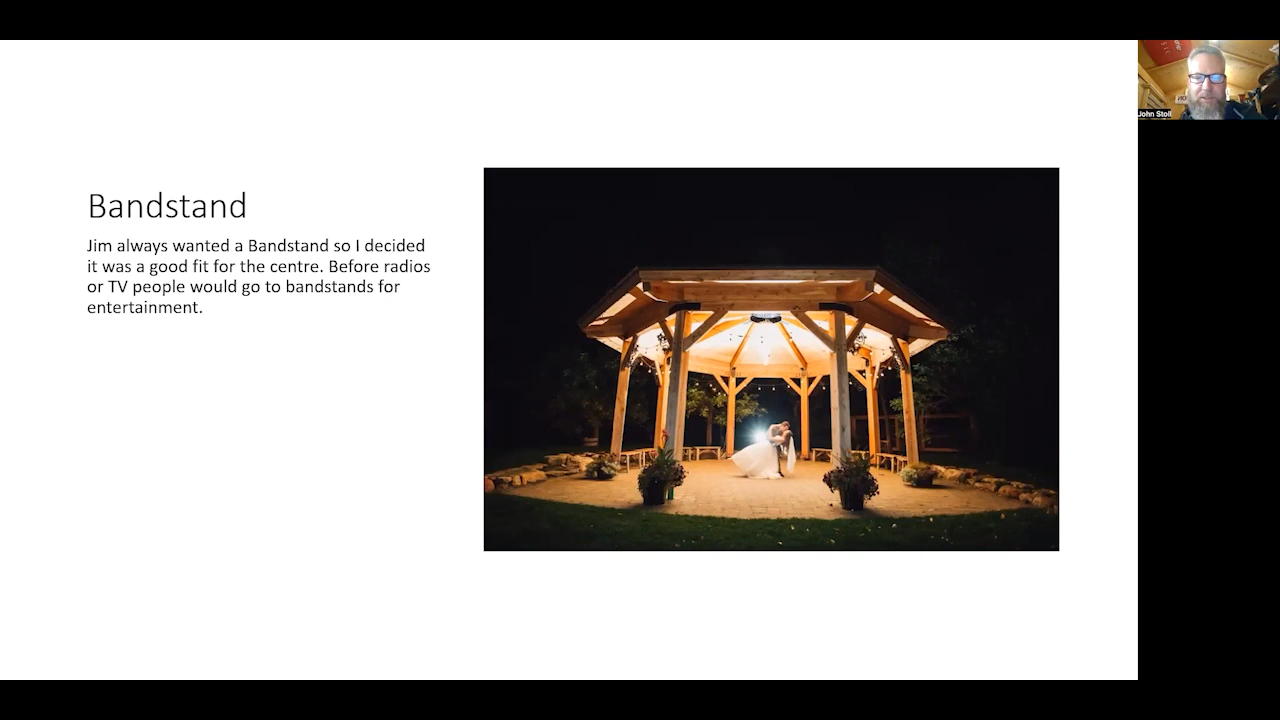 Bandstand
Jim always wanted a Bandstand so I decided
it was a good fit for the centre. Before radios
or TV people would go to bandstands for
entertainment.
John Stoll